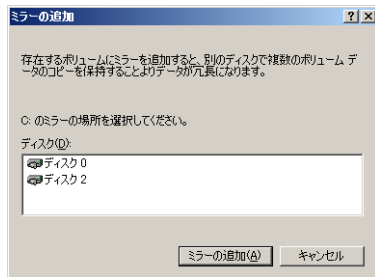 ミラーの追加
存在するボリュームにミラーを追加すると、別のディスクで複数のボリューム デ
ータのコピーを保持することよりデータが冗長になります。
C: のミラーの場所を選択してください。
ディスク(D):
ディスク 0
ディスク 2
ミラーの追加(A)
キャンセル